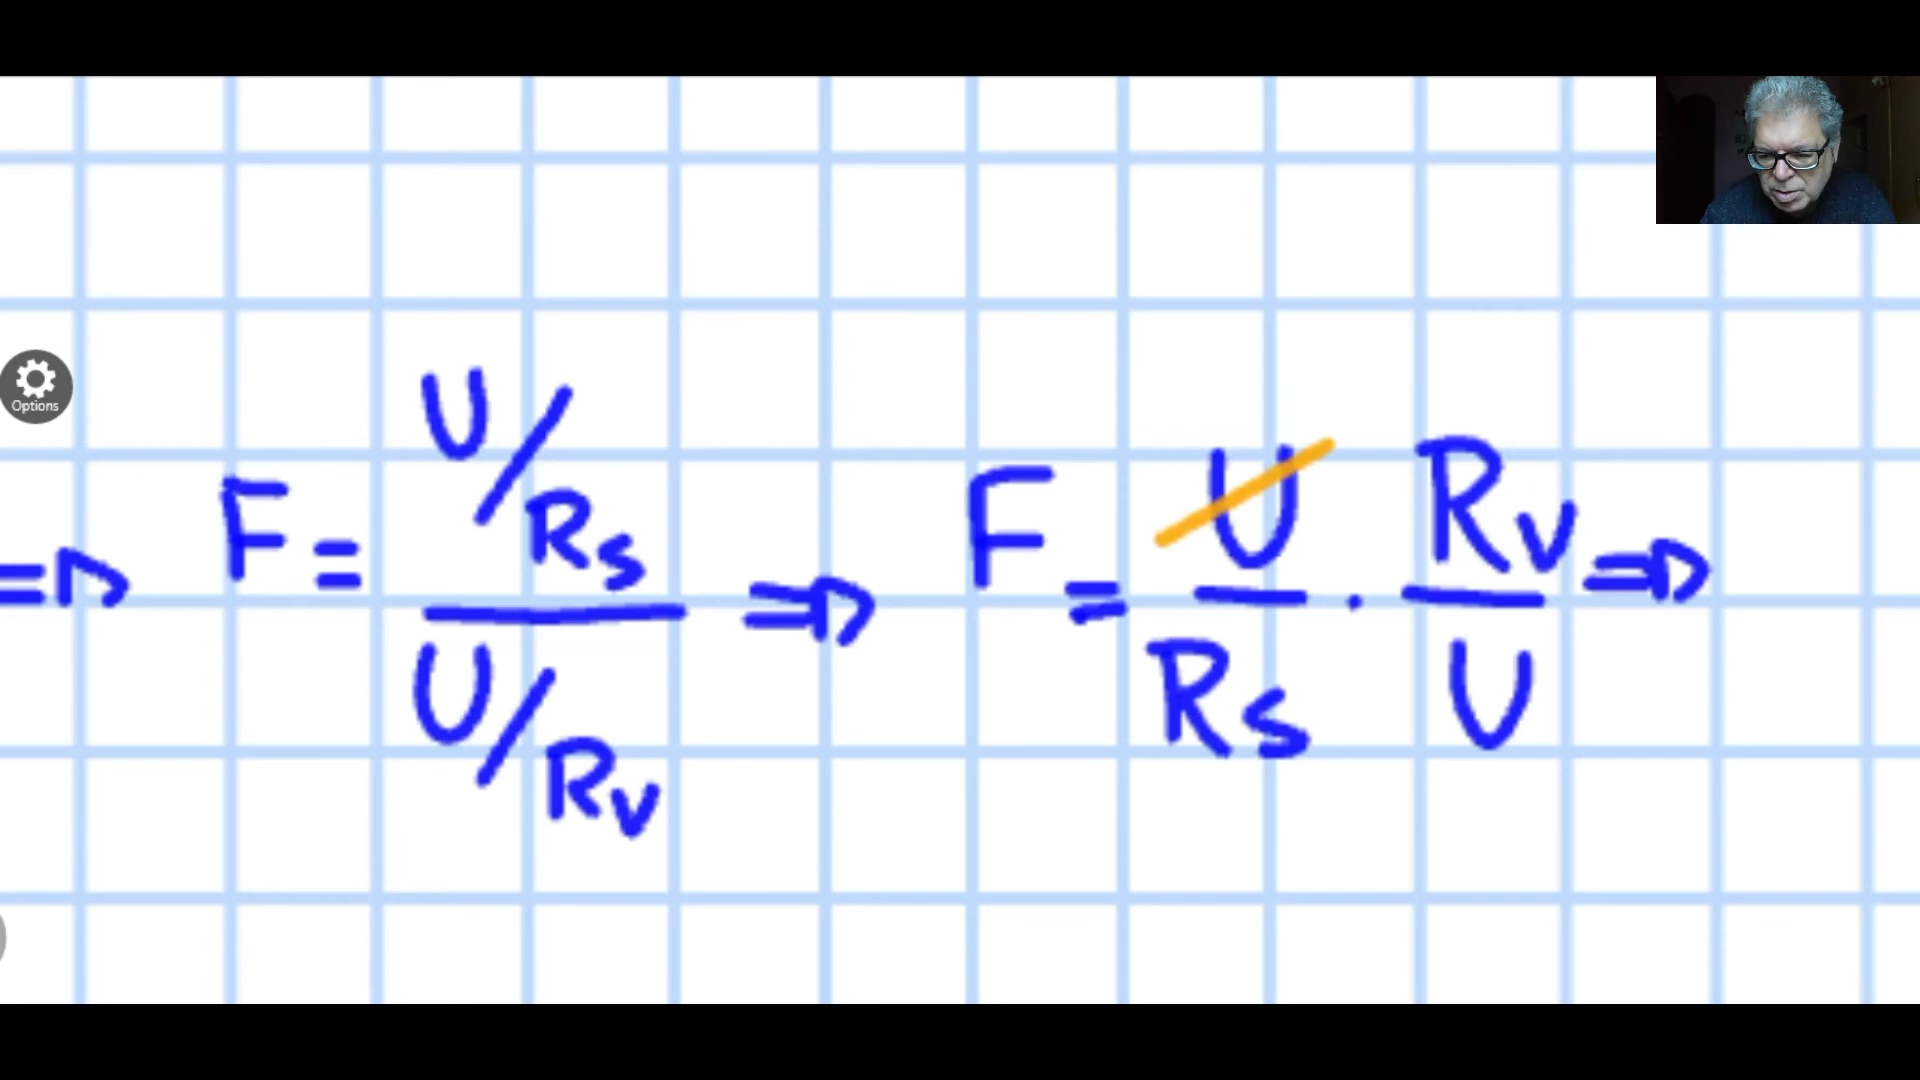 Options
=> F = U/Rs / U/Rv => F = U/Rs · Rv/U =>